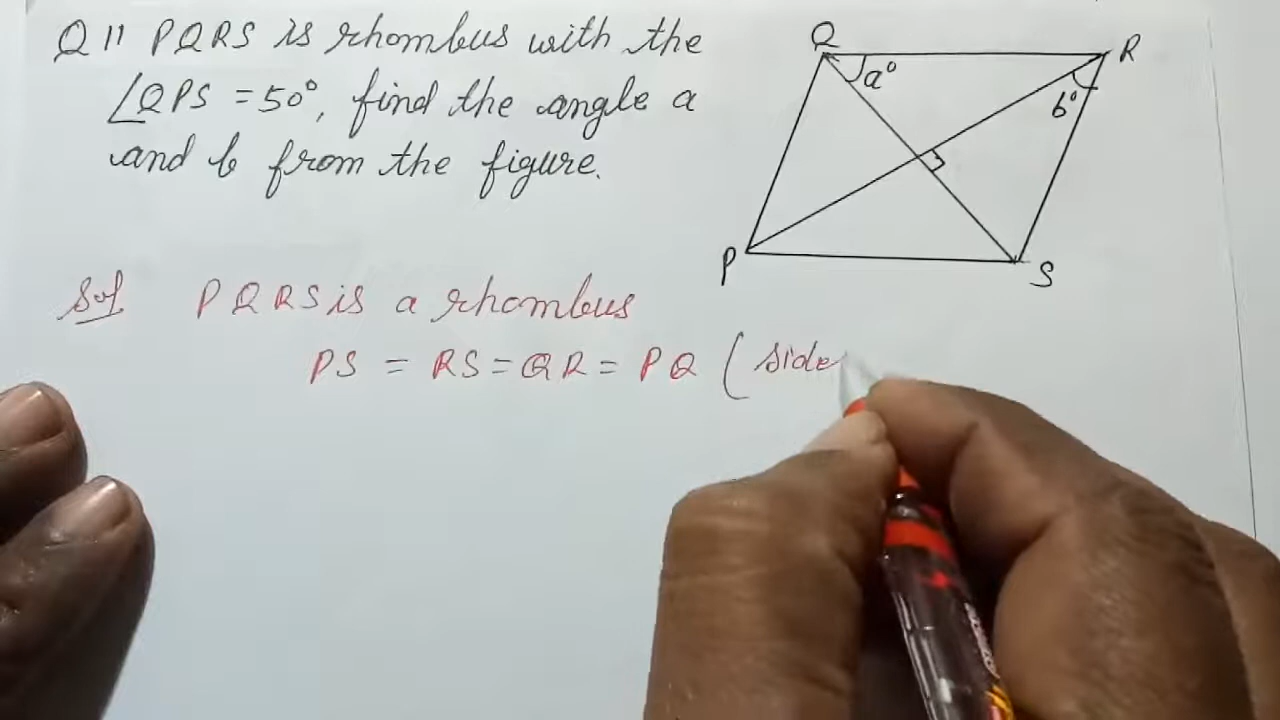 Q11 PQRS is rhombus with the
∠QPS = 50°, find the angle a
and b from the figure.
Q
R
a°
b°
P
S
Sol PQRS is a rhombus
PS = RS = QR = PQ ( side